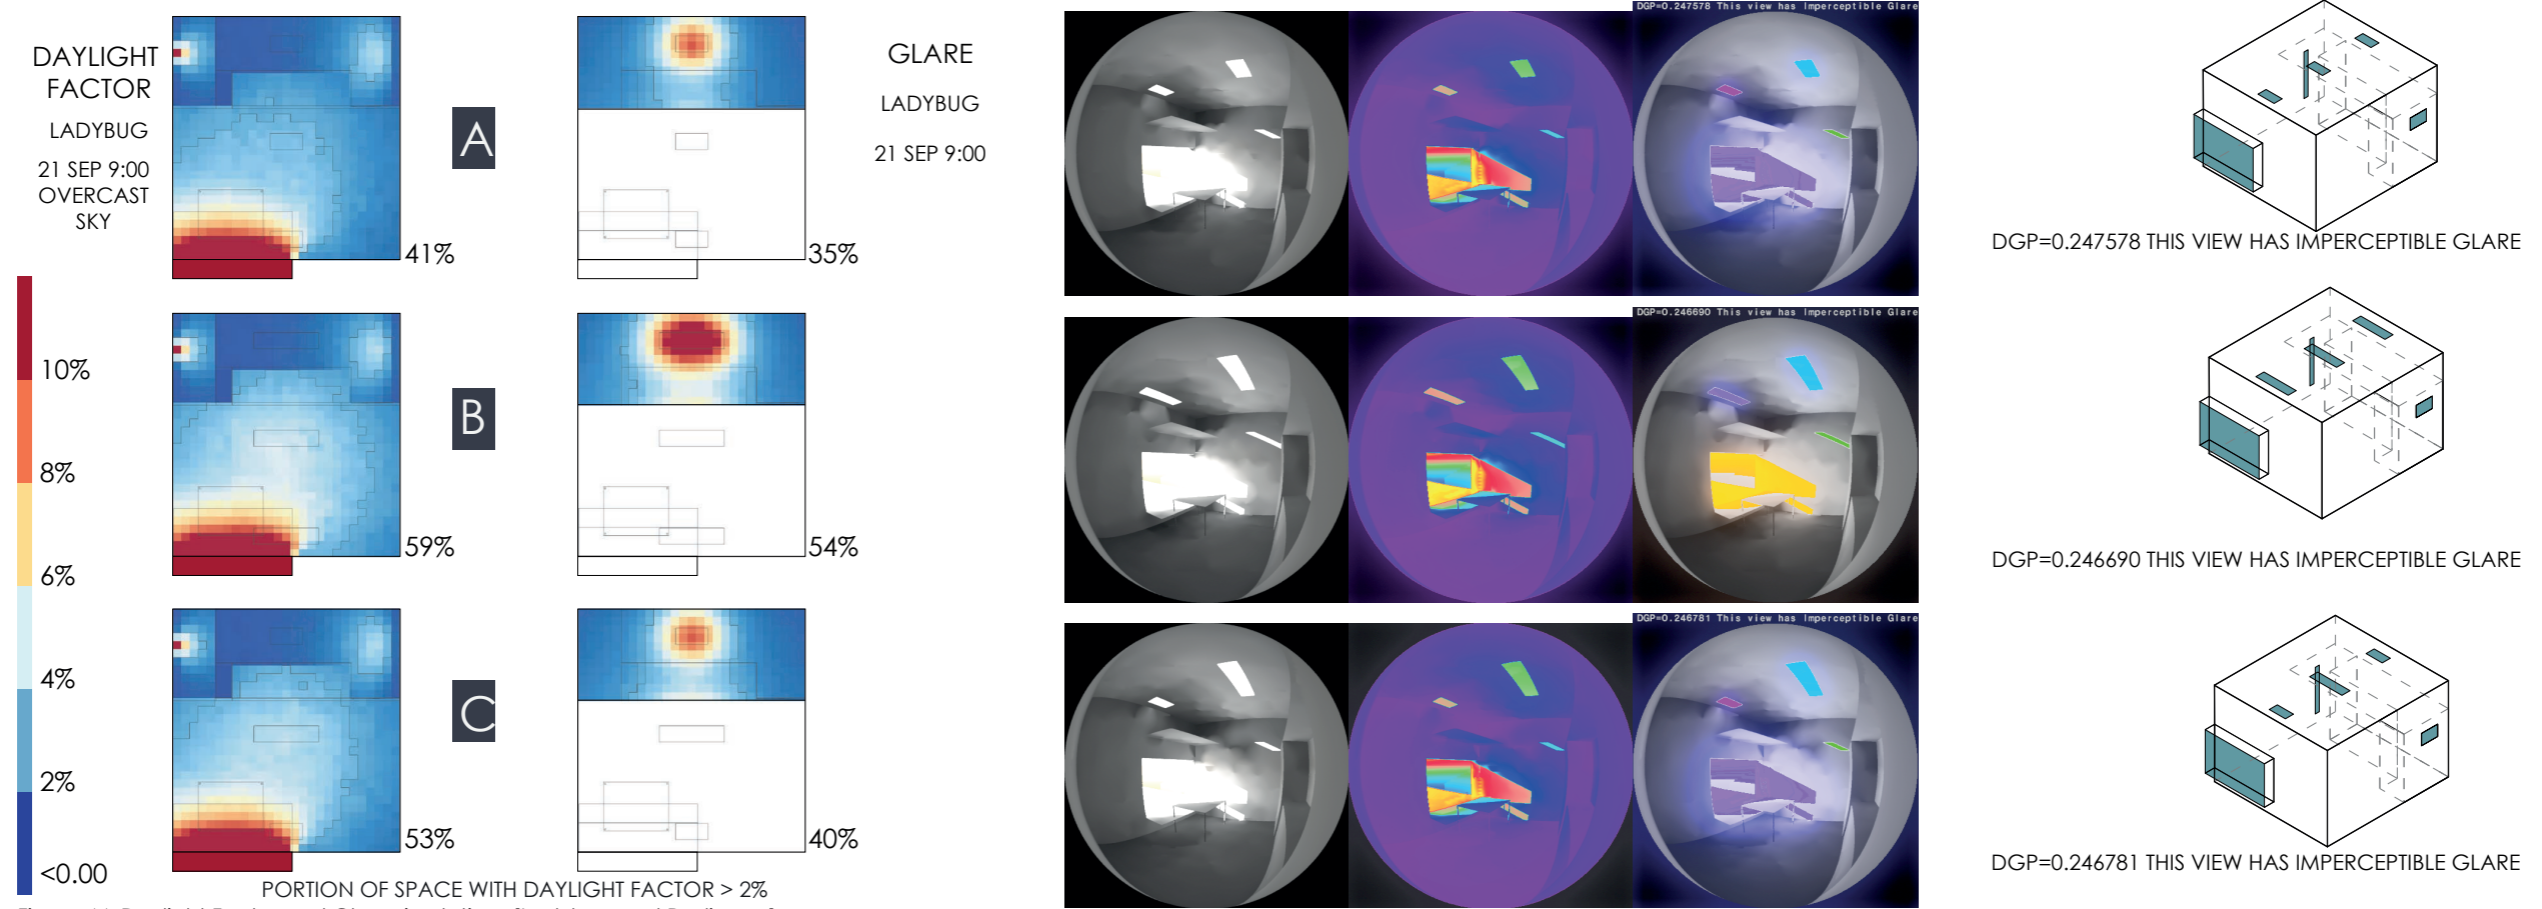 DAYLIGHT
FACTOR
LADYBUG
21 SEP 9:00
OVERCAST
SKY
10%
8%
6%
4%
2%
<0.00
A
41%
35%
B
59%
54%
C
53%
40%
PORTION OF SPACE WITH DAYLIGHT FACTOR > 2%
GLARE
LADYBUG
21 SEP 9:00
DGP=0.247578 This view has Imperceptible Glare
DGP=0.247578 THIS VIEW HAS IMPERCEPTIBLE GLARE
DGP=0.246690 This view has Imperceptible Glare
DGP=0.246690 THIS VIEW HAS IMPERCEPTIBLE GLARE
DGP=0.246781 This view has Imperceptible Glare
DGP=0.246781 THIS VIEW HAS IMPERCEPTIBLE GLARE